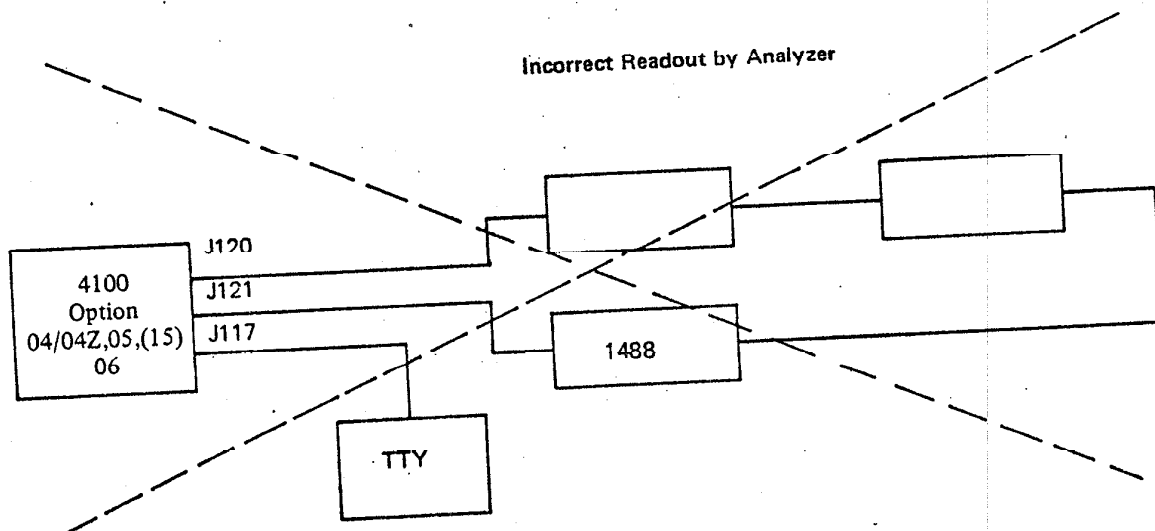 Incorrect Readout by Analyzer
J120
4100
Option
04/04Z,05,(15)
06
J121
J117
1488
TTY